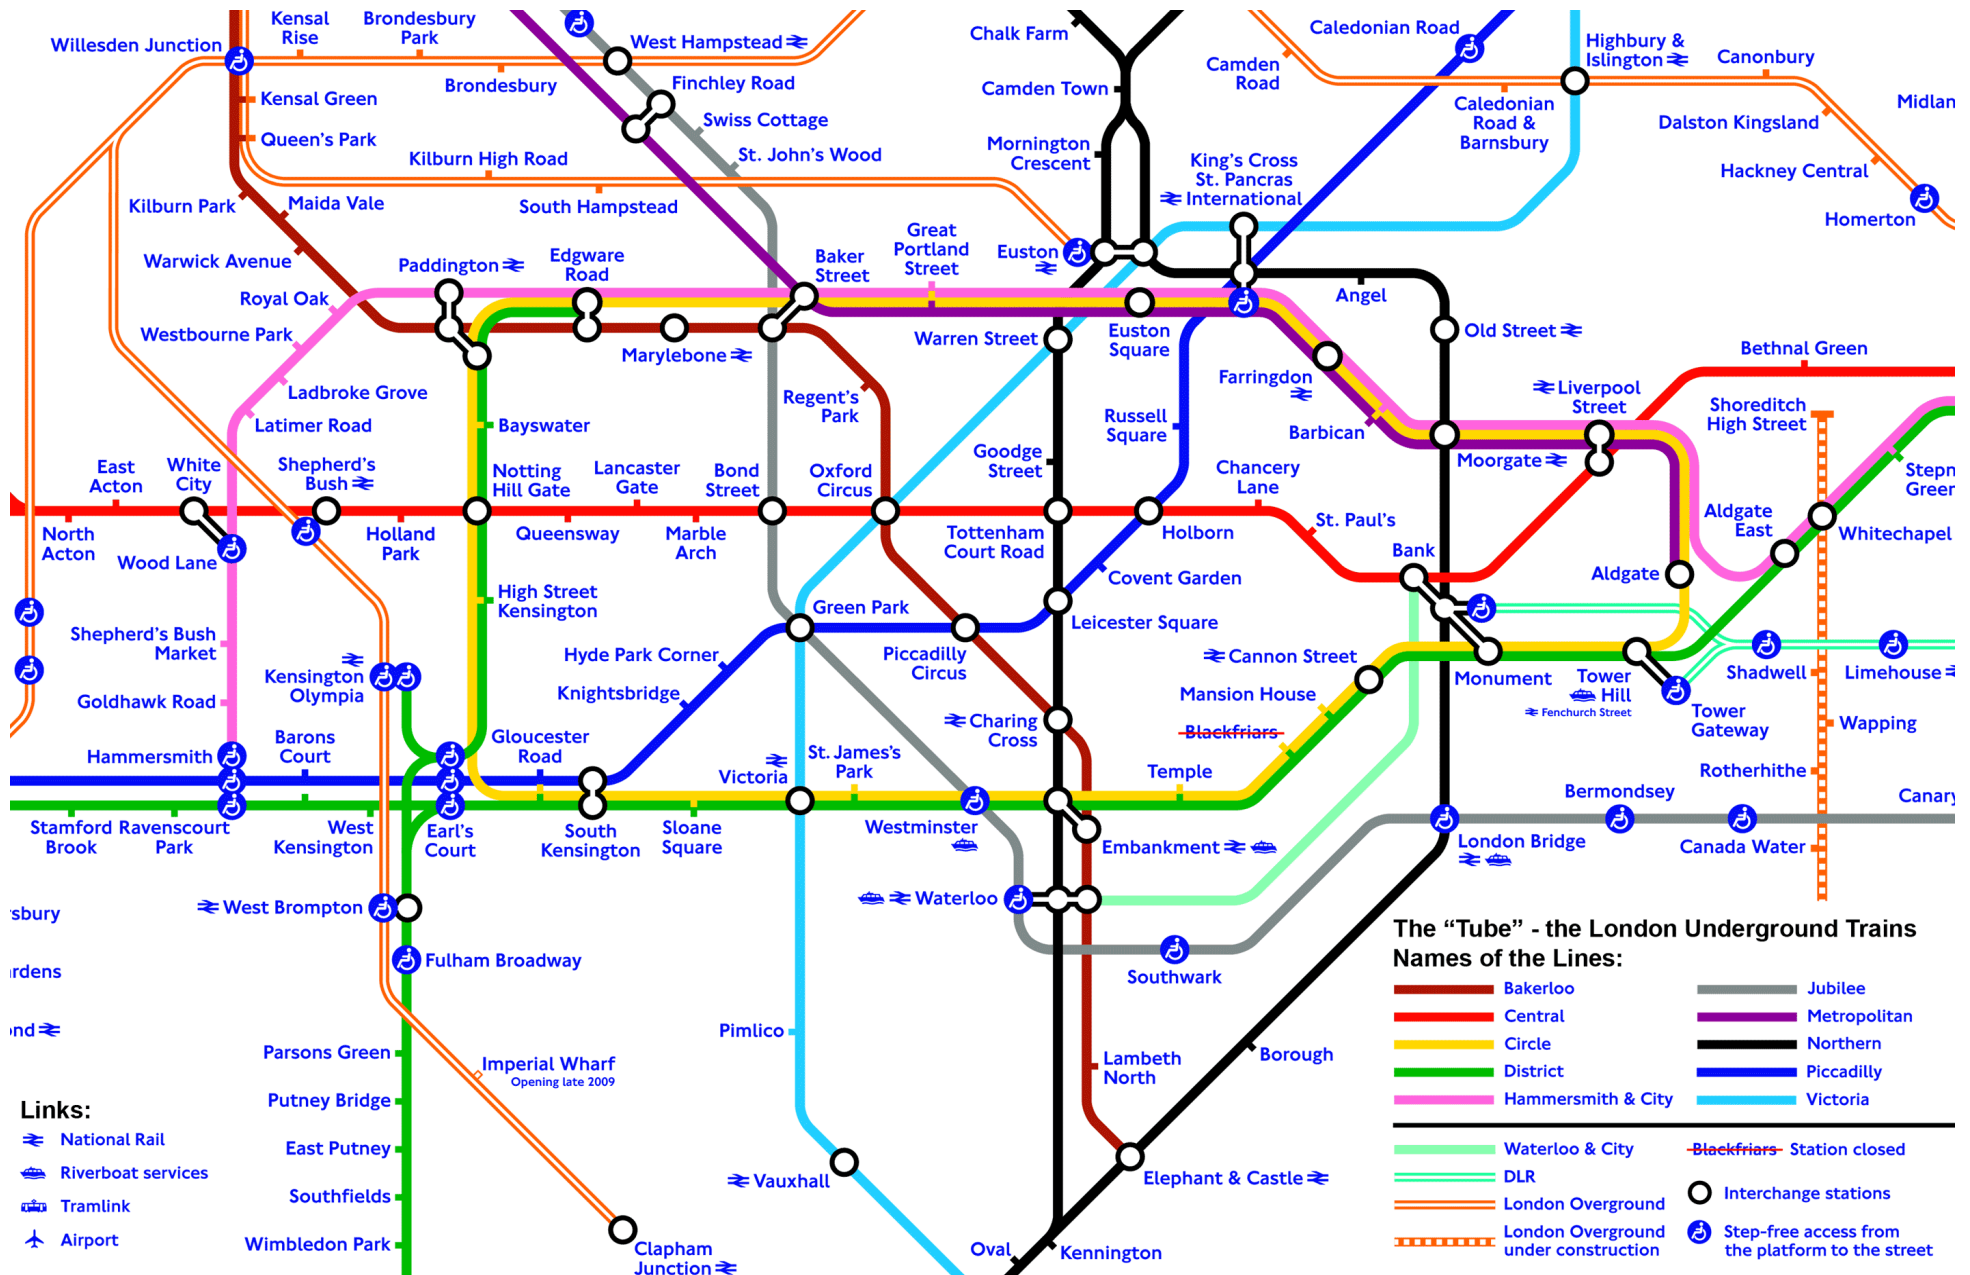 Willesden Junction
Kensal
Rise
Brondesbury
Park
Brondesbury
West Hampstead
Finchley Road
Swiss Cottage
St. John's Wood
Kensal Green
Queen's Park
Kilburn High Road
South Hampstead
Kilburn Park
Maida Vale
Warwick Avenue
Chalk Farm
Camden Town
Mornington
Crescent
Camden
Road
Caledonian Road
Highbury &
Islington
Caledonian
Road &
Barnsbury
Canonbury
Dalston Kingsland
Hackney Central
Homerton
Midlan
King's Cross
St. Pancras
International
Euston
Angel
Old Street
Paddington
Edgware
Road
Baker
Street
Great
Portland
Street
Royal Oak
Westbourne Park
Ladbroke Grove
Latimer Road
Marylebone
Regent's
Park
Warren Street
Euston
Square
Farringdon
Barbican
Russell
Square
Goodge
Street
Liverpool
Street
Moorgate
Bethnal Green
Shoreditch
High Street
Stepn
Green
Bayswater
East
Acton
White
City
Shepherd's
Bush
North
Acton
Wood Lane
Holland
Park
Notting
Hill Gate
Queensway
Lancaster
Gate
Marble
Arch
Bond
Street
Oxford
Circus
Tottenham
Court Road
Holborn
Chancery
Lane
St. Paul's
Bank
Aldgate
Aldgate
East
Whitechapel
High Street
Kensington
Covent Garden
Green Park
Leicester Square
Piccadilly
Circus
Hyde Park Corner
Knightsbridge
Shepherd's Bush
Market
Goldhawk Road
Kensington
Olympia
Cannon Street
Mansion House
Blackfriars
Monument
Tower
Hill
Fenchurch Street
Tower
Gateway
Shadwell
Limehouse
Wapping
Rotherhithe
Canada Water
Bermondsey
Canary
Hammersmith
Barons
Court
Gloucester
Road
Victoria
St. James's
Park
Charing
Cross
Temple
Stamford
Brook
Ravenscourt
Park
West
Kensington
Earl's
Court
South
Kensington
Sloane
Square
Westminster
Embankment
London Bridge
Waterloo
Southwark
West Brompton
Fulham Broadway
rsbury
rdens
ond
Parsons Green
Putney Bridge
East Putney
Southfields
Wimbledon Park
Imperial Wharf
Opening late 2009
Clapham
Junction
Pimlico
Vauxhall
Lambeth
North
Borough
Elephant & Castle
Oval
Kennington
Links:
National Rail
Riverboat services
Tramlink
Airport
The “Tube” - the London Underground Trains
Names of the Lines:
Bakerloo
Central
Circle
District
Hammersmith & City
Jubilee
Metropolitan
Northern
Piccadilly
Victoria
Waterloo & City
DLR
London Overground
London Overground
under construction
Blackfriars Station closed
Interchange stations
Step-free access from
the platform to the street